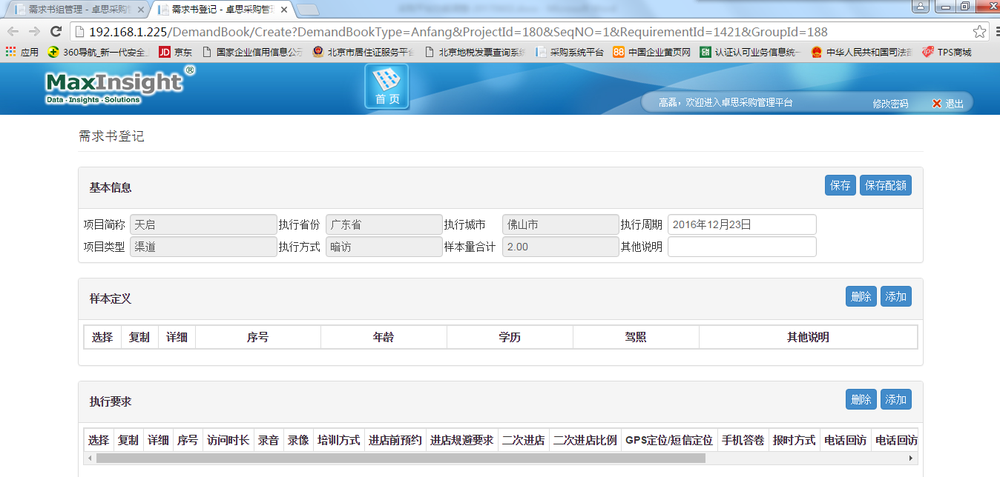 需求书组管理 - 卓思采购管
需求书登记 - 卓思采购管理
192.168.1.225/DemandBook/Create?DemandBookType=Anfang&ProjectId=180&SeqNO=1&RequirementId=1421&GroupId=188
应用 360导航_新一代安全 JD 京东 国家企业信用信息公示 北京市居住证服务平台 北京地税发票查询系统 采购系统平台 88 中国企业黄页网 认证认可业务信息统一 中华人民共和国司法部 TPS商城
MaxInsight®
Data · Insights · Solutions
首 页
高磊，欢迎进入卓思采购管理平台 修改密码 退出
需求书登记
基本信息 保存 保存配额
项目简称 天启 执行省份 广东省 执行城市 佛山市 执行周期 2016年12月23日
项目类型 渠道 执行方式 暗访 样本量合计 2.00 其他说明
样本定义 删除 添加
选择 复制 详细 序号 年龄 学历 驾照 其他说明
执行要求 删除 添加
选择 复制 详细 序号 访问时长 录音 录像 培训方式 进店前预约 进店规避要求 二次进店 二次进店比例 GPS定位/短信定位 手机答卷 报时方式 电话回访 电话回访